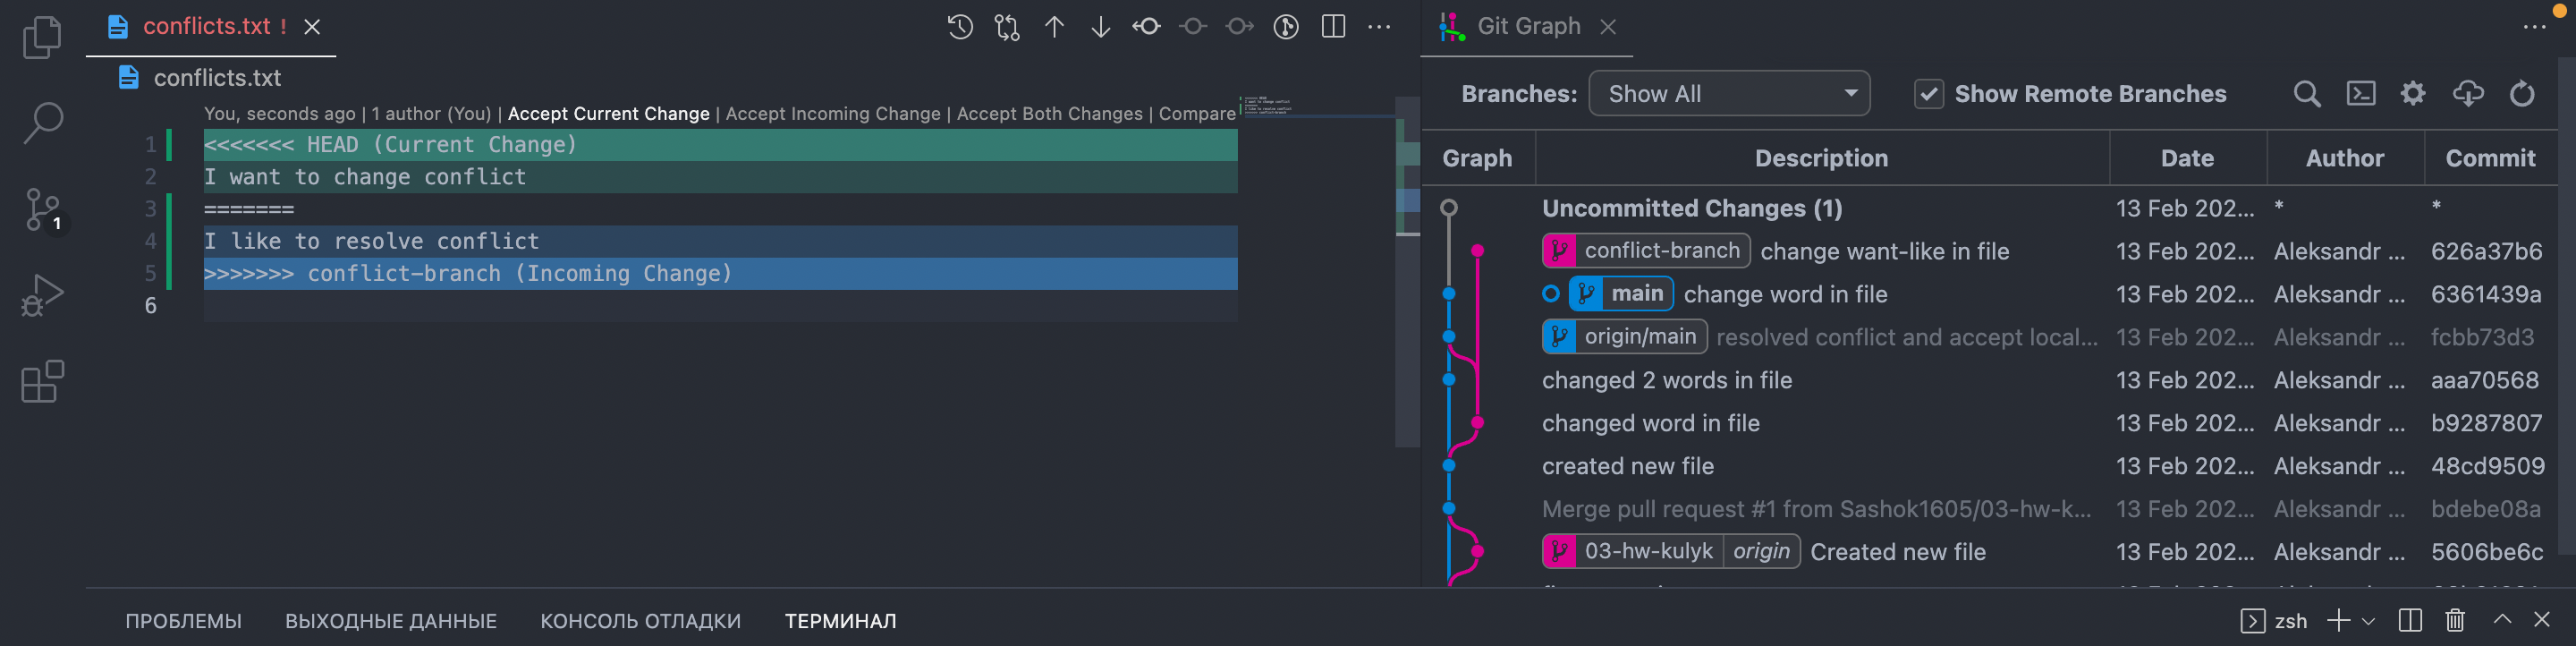 conflicts.txt !
conflicts.txt
You, seconds ago | 1 author (You) | Accept Current Change | Accept Incoming Change | Accept Both Changes | Compare
1 <<<<<<< HEAD (Current Change)
2 I want to change conflict
3 =======
4 I like to resolve conflict
5 >>>>>>> conflict-branch (Incoming Change)
6
1
Git Graph
Branches: Show All Show Remote Branches
Graph Description Date Author Commit
Uncommitted Changes (1) 13 Feb 202... * *
conflict-branch change want-like in file 13 Feb 202... Aleksandr ... 626a37b6
main change word in file 13 Feb 202... Aleksandr ... 6361439a
origin/main resolved conflict and accept local... 13 Feb 202... Aleksandr ... fcbb73d3
changed 2 words in file 13 Feb 202... Aleksandr ... aaa70568
changed word in file 13 Feb 202... Aleksandr ... b9287807
created new file 13 Feb 202... Aleksandr ... 48cd9509
Merge pull request #1 from Sashok1605/03-hw-k... 13 Feb 202... Aleksandr ... bdebe08a
03-hw-kulyk origin Created new file 13 Feb 202... Aleksandr ... 5606be6c
ПРОБЛЕМЫ ВЫХОДНЫЕ ДАННЫЕ КОНСОЛЬ ОТЛАДКИ ТЕРМИНАЛ
zsh